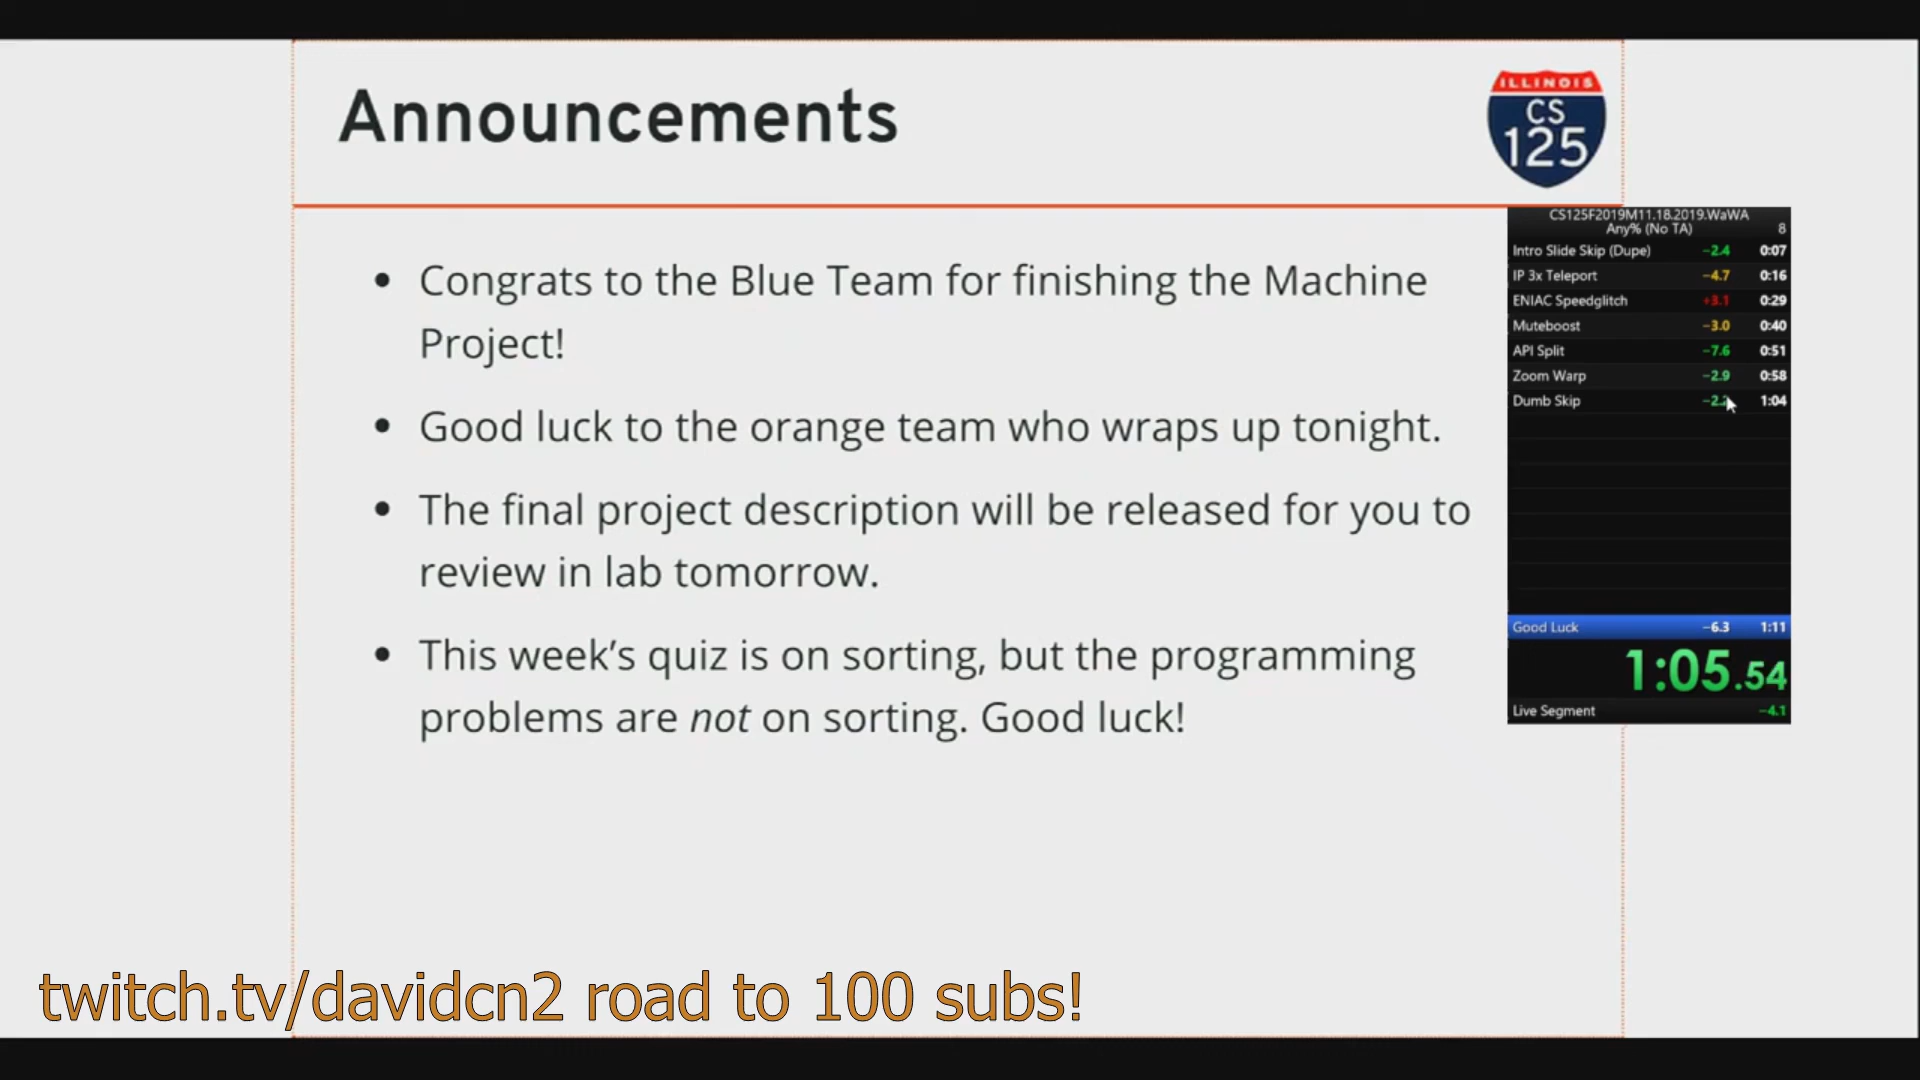 Announcements
ILLINOIS
CS
125
• Congrats to the Blue Team for finishing the Machine
Project!
• Good luck to the orange team who wraps up tonight.
• The final project description will be released for you to
review in lab tomorrow.
• This week's quiz is on sorting, but the programming
problems are not on sorting. Good luck!
CS125F2019M11.18.2019.WaWA
Any% (No TA) 8
Intro Slide Skip (Dupe) −2.4 0:07
IP 3x Teleport −4.7 0:16
ENIAC Speedglitch +3.1 0:29
Muteboost −3.0 0:40
API Split −7.6 0:51
Zoom Warp −2.9 0:58
Dumb Skip 1:04
Good Luck −6.3 1:11
1:05.54
Live Segment −4.1
twitch.tv/davidcn2 road to 100 subs!